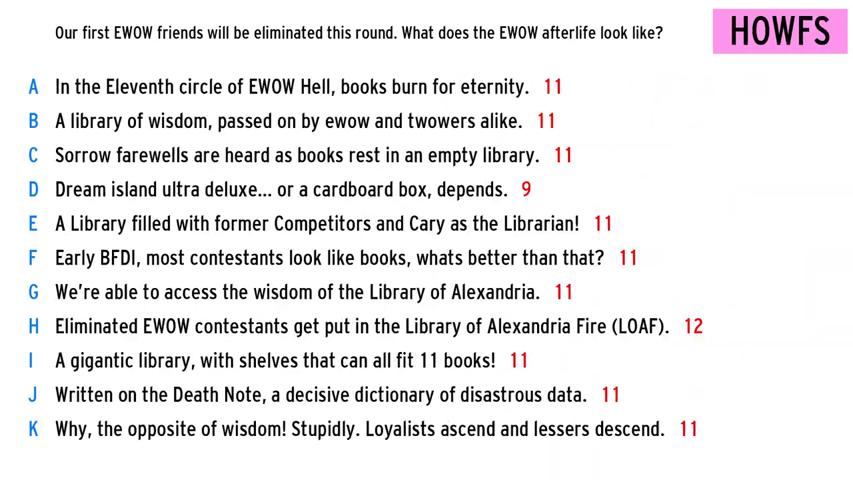 Our first EWOW friends will be eliminated this round. What does the EWOW afterlife look like?
HOWFS
A In the Eleventh circle of EWOW Hell, books burn for eternity. 11
B A library of wisdom, passed on by ewow and twowers alike. 11
C Sorrow farewells are heard as books rest in an empty library. 11
D Dream island ultra deluxe... or a cardboard box, depends. 9
E A Library filled with former Competitors and Cary as the Librarian! 11
F Early BFDI, most contestants look like books, whats better than that? 11
G We're able to access the wisdom of the Library of Alexandria. 11
H Eliminated EWOW contestants get put in the Library of Alexandria Fire (LOAF). 12
I A gigantic library, with shelves that can all fit 11 books! 11
J Written on the Death Note, a decisive dictionary of disastrous data. 11
K Why, the opposite of wisdom! Stupidly. Loyalists ascend and lessers descend. 11